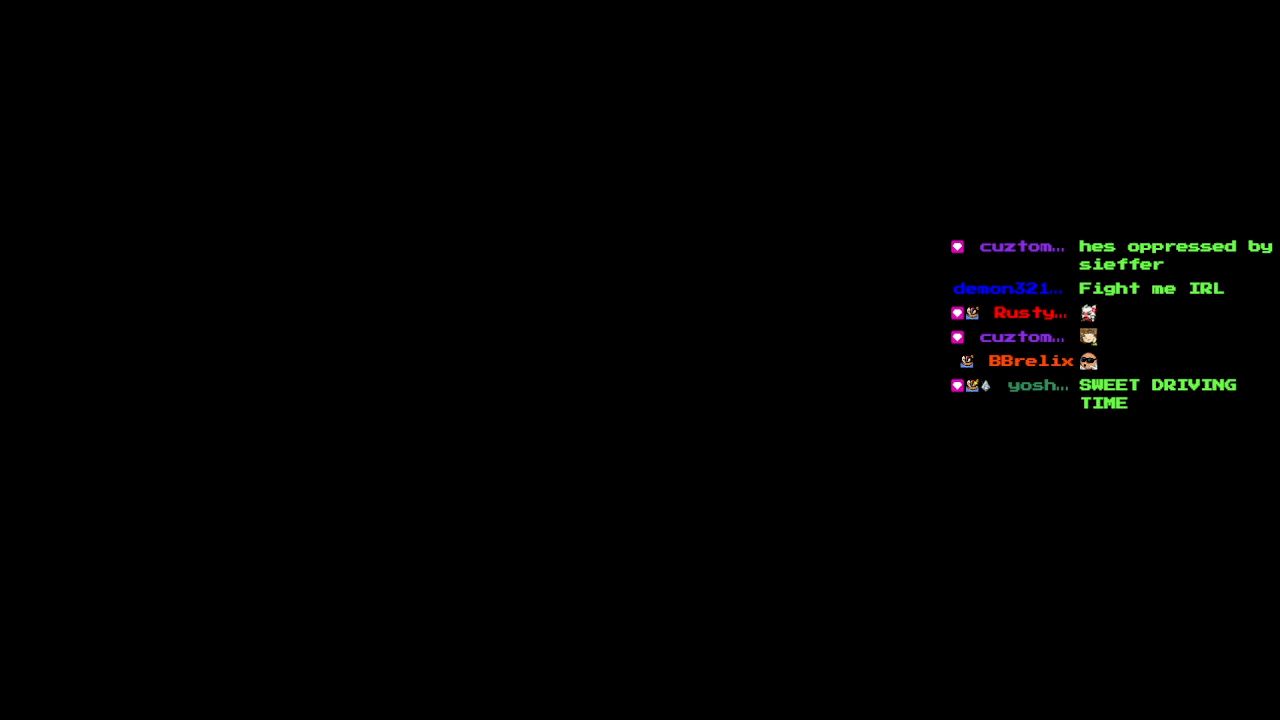 cuztom... hes oppressed by
sieffer
demon321... Fight me IRL
Rusty...
cuztom...
BBrelix
yosh... SWEET DRIVING
TIME